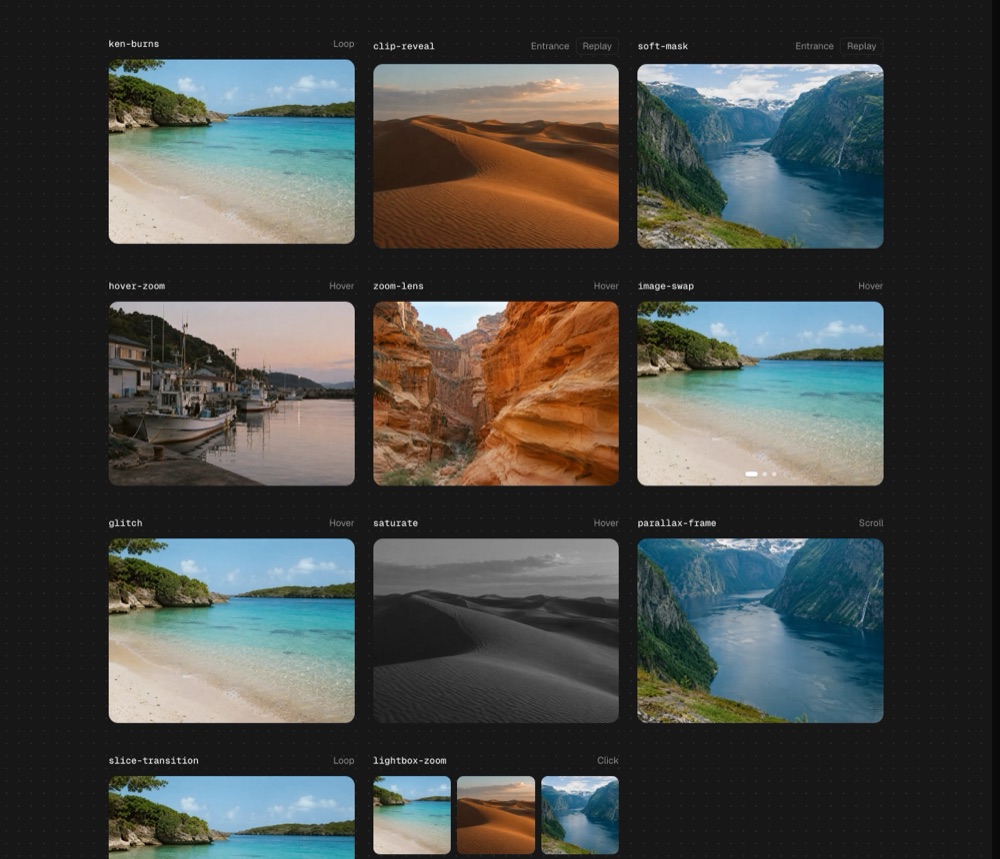 ken-burns Loop
clip-reveal Entrance Replay
soft-mask Entrance Replay
hover-zoom Hover
zoom-lens Hover
image-swap Hover
glitch Hover
saturate Hover
parallax-frame Scroll
slice-transition Loop
lightbox-zoom Click